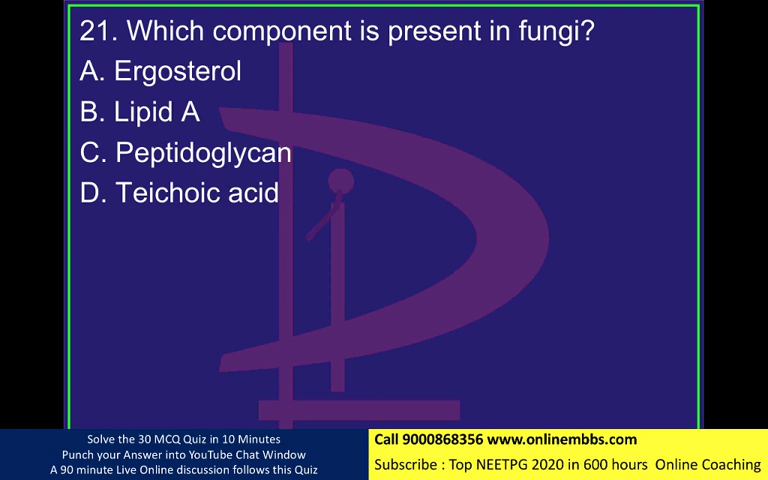 21. Which component is present in fungi?
A. Ergosterol
B. Lipid A
C. Peptidoglycan
D. Teichoic acid
Solve the 30 MCQ Quiz in 10 Minutes
Punch your Answer into YouTube Chat Window
A 90 minute Live Online discussion follows this Quiz
Call 9000868356 www.onlinembbs.com
Subscribe : Top NEETPG 2020 in 600 hours Online Coaching